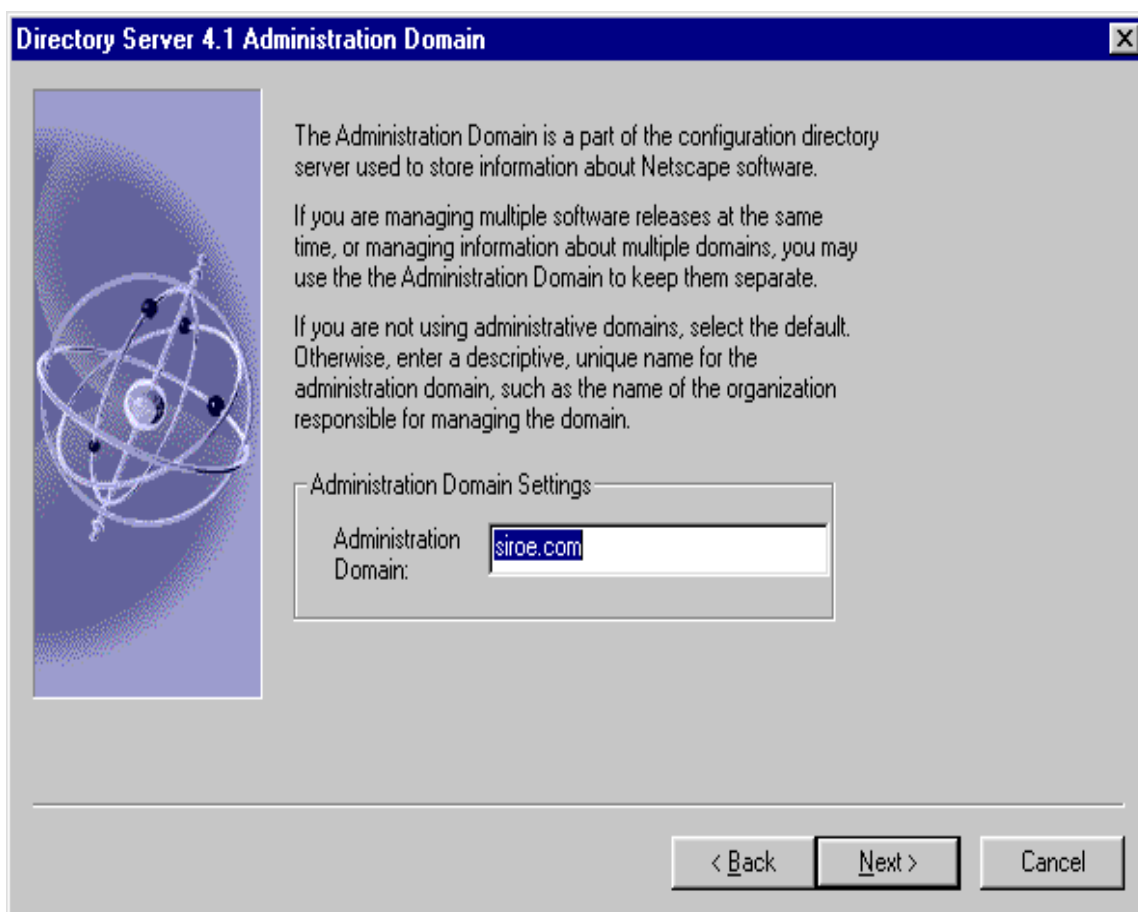 Directory Server 4.1 Administration Domain
The Administration Domain is a part of the configuration directory
server used to store information about Netscape software.
If you are managing multiple software releases at the same
time, or managing information about multiple domains, you may
use the the Administration Domain to keep them separate.
If you are not using administrative domains, select the default.
Otherwise, enter a descriptive, unique name for the
administration domain, such as the name of the organization
responsible for managing the domain.
Administration Domain Settings
Administration
Domain:
siroe.com
< Back
Next >
Cancel